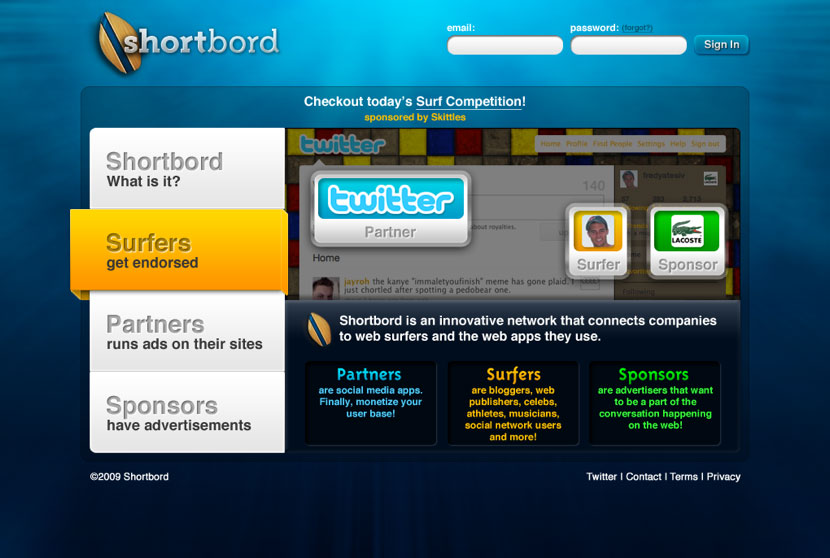 shortbord
email:
password: (forgot?)
Sign In
Checkout today's Surf Competition!
sponsored by Skittles
Shortbord
What is it?
Surfers
get endorsed
Partners
runs ads on their sites
Sponsors
have advertisements
twitter
Home Profile Find People Settings Help Sign out
140
twitter
Partner
about royalties.
Home
jayroh the kanye "immaletyoufinish" meme has gone plaid. I
just chortled after spotting a pedobear one.
Surfer
LACOSTE
Sponsor
Following
Shortbord is an innovative network that connects companies
to web surfers and the web apps they use.
Partners
are social media apps.
Finally, monetize your
user base!
Surfers
are bloggers, web
publishers, celebs,
athletes, musicians,
social network users
and more!
Sponsors
are advertisers that want
to be a part of the
conversation happening
on the web!
©2009 Shortbord
Twitter | Contact | Terms | Privacy